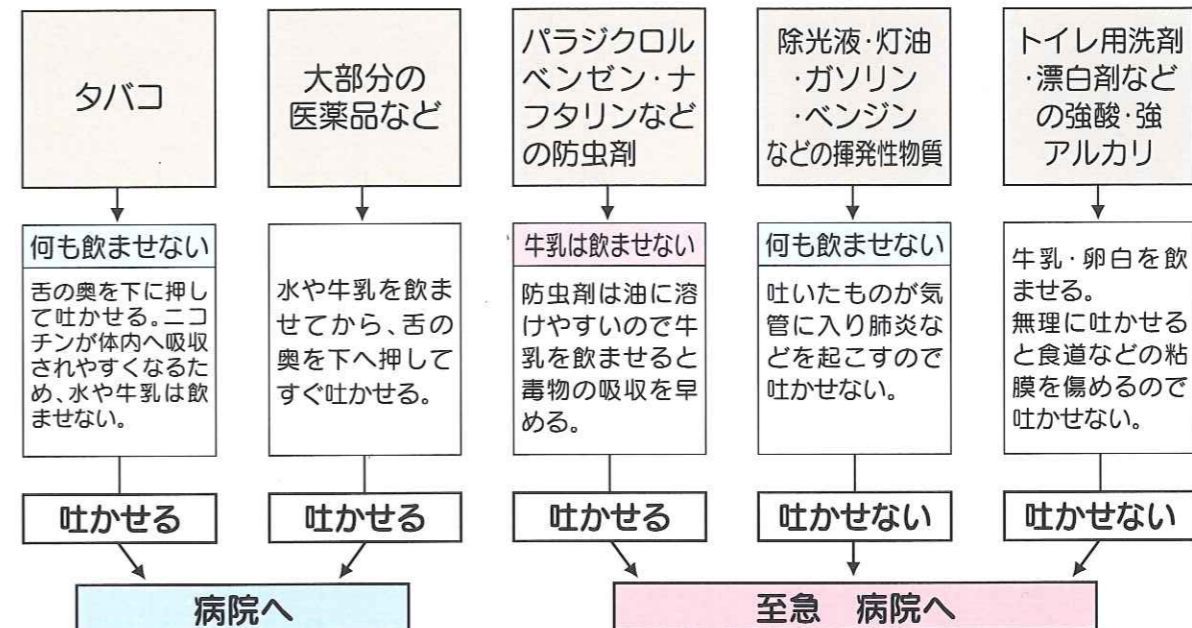 タバコ
何も飲ませない
舌の奥を下に押し
て吐かせる。ニコ
チンが体内へ吸収
されやすくなるた
め、水や牛乳は飲
ませない。
吐かせる
大部分の
医薬品など
水や牛乳を飲ま
せてから、舌の
奥を下へ押して
すぐ吐かせる。
吐かせる
病院へ
パラジクロル
ベンゼン・ナ
フタリンなど
の防虫剤
牛乳は飲ませない
防虫剤は油に溶
けやすいので牛
乳を飲ませると
毒物の吸収を早
める。
吐かせる
除光液・灯油
・ガソリン
・ベンジン
などの揮発性物質
何も飲ませない
吐いたものが気
管に入り肺炎な
どを起こすので
吐かせない。
吐かせない
トイレ用洗剤
・漂白剤など
の強酸・強
アルカリ
牛乳・卵白を飲
ませる。
無理に吐かせる
と食道などの粘
膜を傷めるので
吐かせない。
吐かせない
至急 病院へ